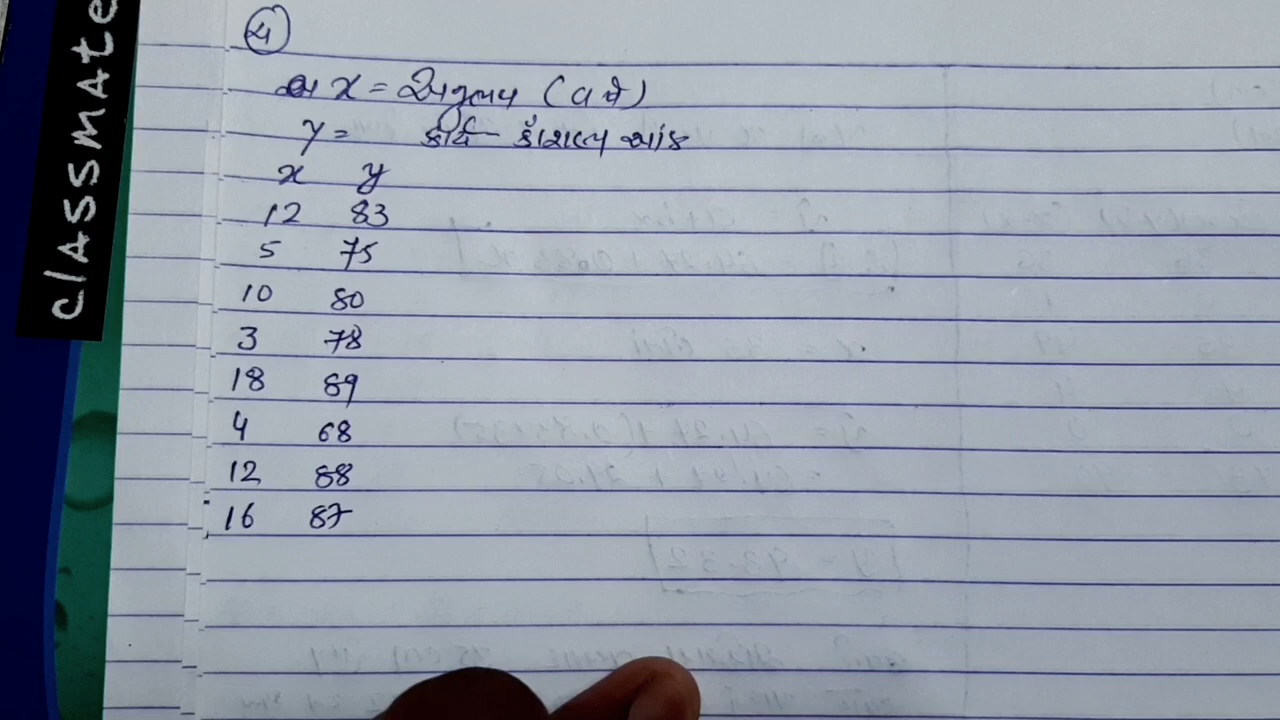 ૪
x = અનુભવ (વર્ષ)
y = કાર્ય કૌશલ્ય આંક
x y
12 83
5 75
10 80
3 78
18 89
4 68
12 88
16 87
classmate